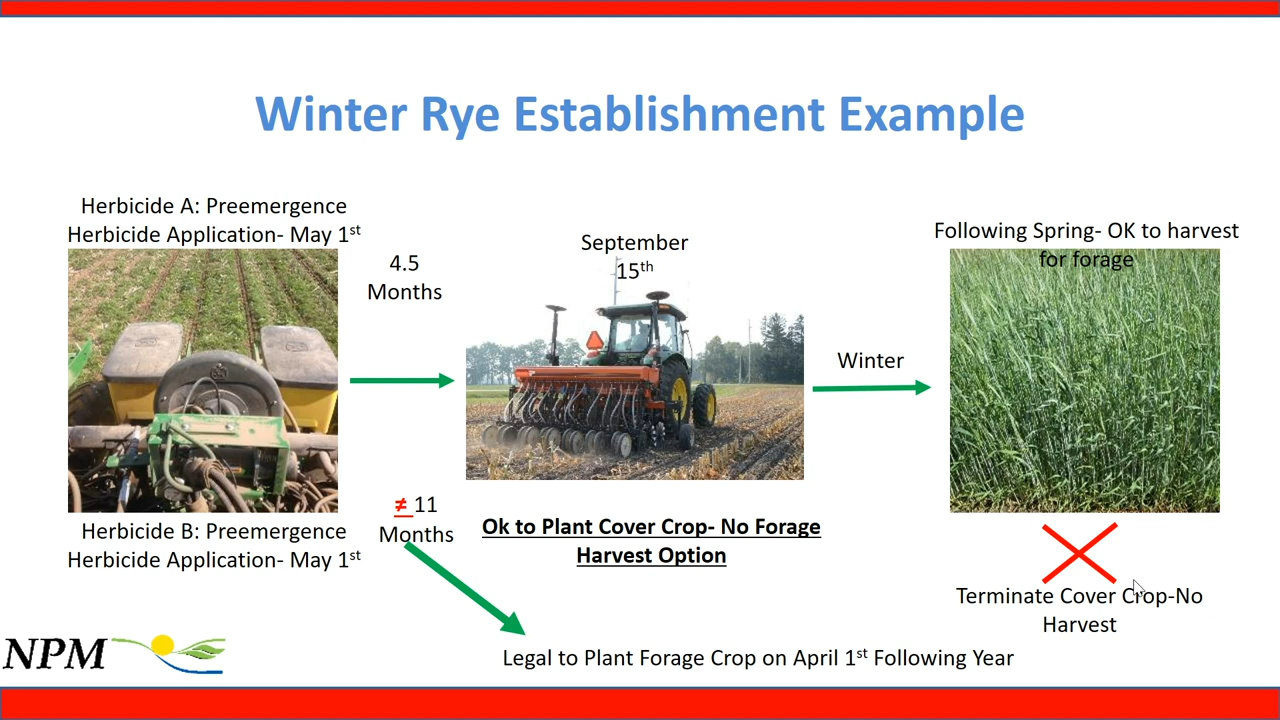 Winter Rye Establishment Example
Herbicide A: Preemergence
Herbicide Application- May 1st
4.5
Months
September
15th
Following Spring- OK to harvest
for forage
Winter
≠ 11
Months
Herbicide B: Preemergence
Herbicide Application- May 1st
Ok to Plant Cover Crop- No Forage
Harvest Option
Terminate Cover Crop-No
Harvest
NPM
Legal to Plant Forage Crop on April 1st Following Year